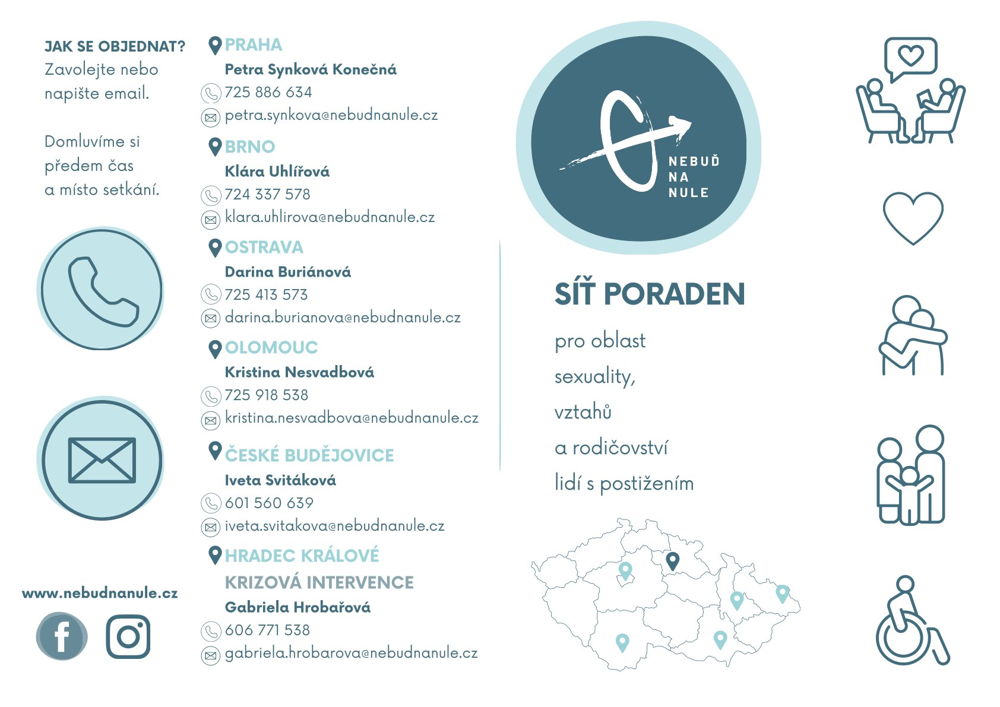 JAK SE OBJEDNAT?
Zavolejte nebo
napište email.
Domluvíme si
předem čas
a místo setkání.
www.nebudnanule.cz
PRAHA
Petra Synková Konečná
725 886 634
petra.synkova@nebudnanule.cz
BRNO
Klára Uhlířová
724 337 578
klara.uhlirova@nebudnanule.cz
OSTRAVA
Darina Buriánová
725 413 573
darina.burianova@nebudnanule.cz
OLOMOUC
Kristina Nesvadbová
725 918 538
kristina.nesvadbova@nebudnanule.cz
ČESKÉ BUDĚJOVICE
Iveta Svitáková
601 560 639
iveta.svitakova@nebudnanule.cz
HRADEC KRÁLOVÉ
KRIZOVÁ INTERVENCE
Gabriela Hrobařová
606 771 538
gabriela.hrobarova@nebudnanule.cz
NEBUĎ
NA
NULE
SÍŤ PORADEN
pro oblast
sexuality,
vztahů
a rodičovství
lidí s postižením